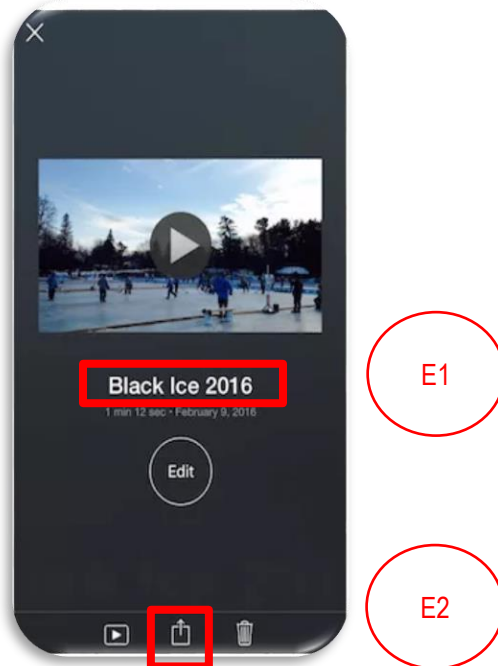 Black Ice 2016
1 min 12 sec • February 9, 2016
Edit
E1
E2